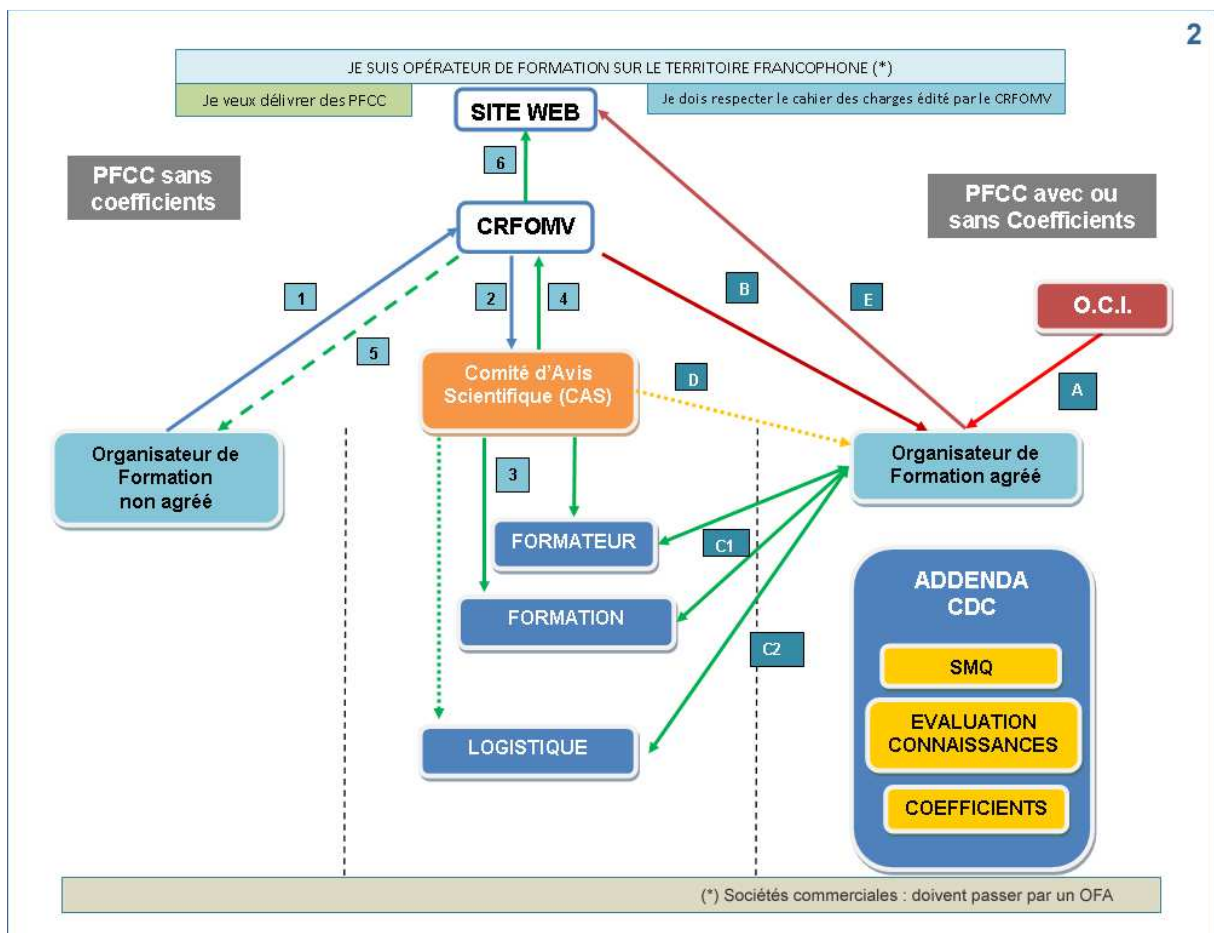 2
JE SUIS OPÉRATEUR DE FORMATION SUR LE TERRITOIRE FRANCOPHONE (*)
Je veux délivrer des PFCC
Je dois respecter le cahier des charges édité par le CRFOMV
SITE WEB
6
PFCC sans
coefficients
PFCC avec ou
sans Coefficients
CRFOMV
1
2
4
B
E
O.C.I.
5
Comité d'Avis
Scientifique (CAS)
D
A
Organisateur de
Formation
non agréé
Organisateur de
Formation agréé
3
FORMATEUR
C1
FORMATION
C2
LOGISTIQUE
ADDENDA
CDC
SMQ
EVALUATION
CONNAISSANCES
COEFFICIENTS
(*) Sociétés commerciales : doivent passer par un OFA